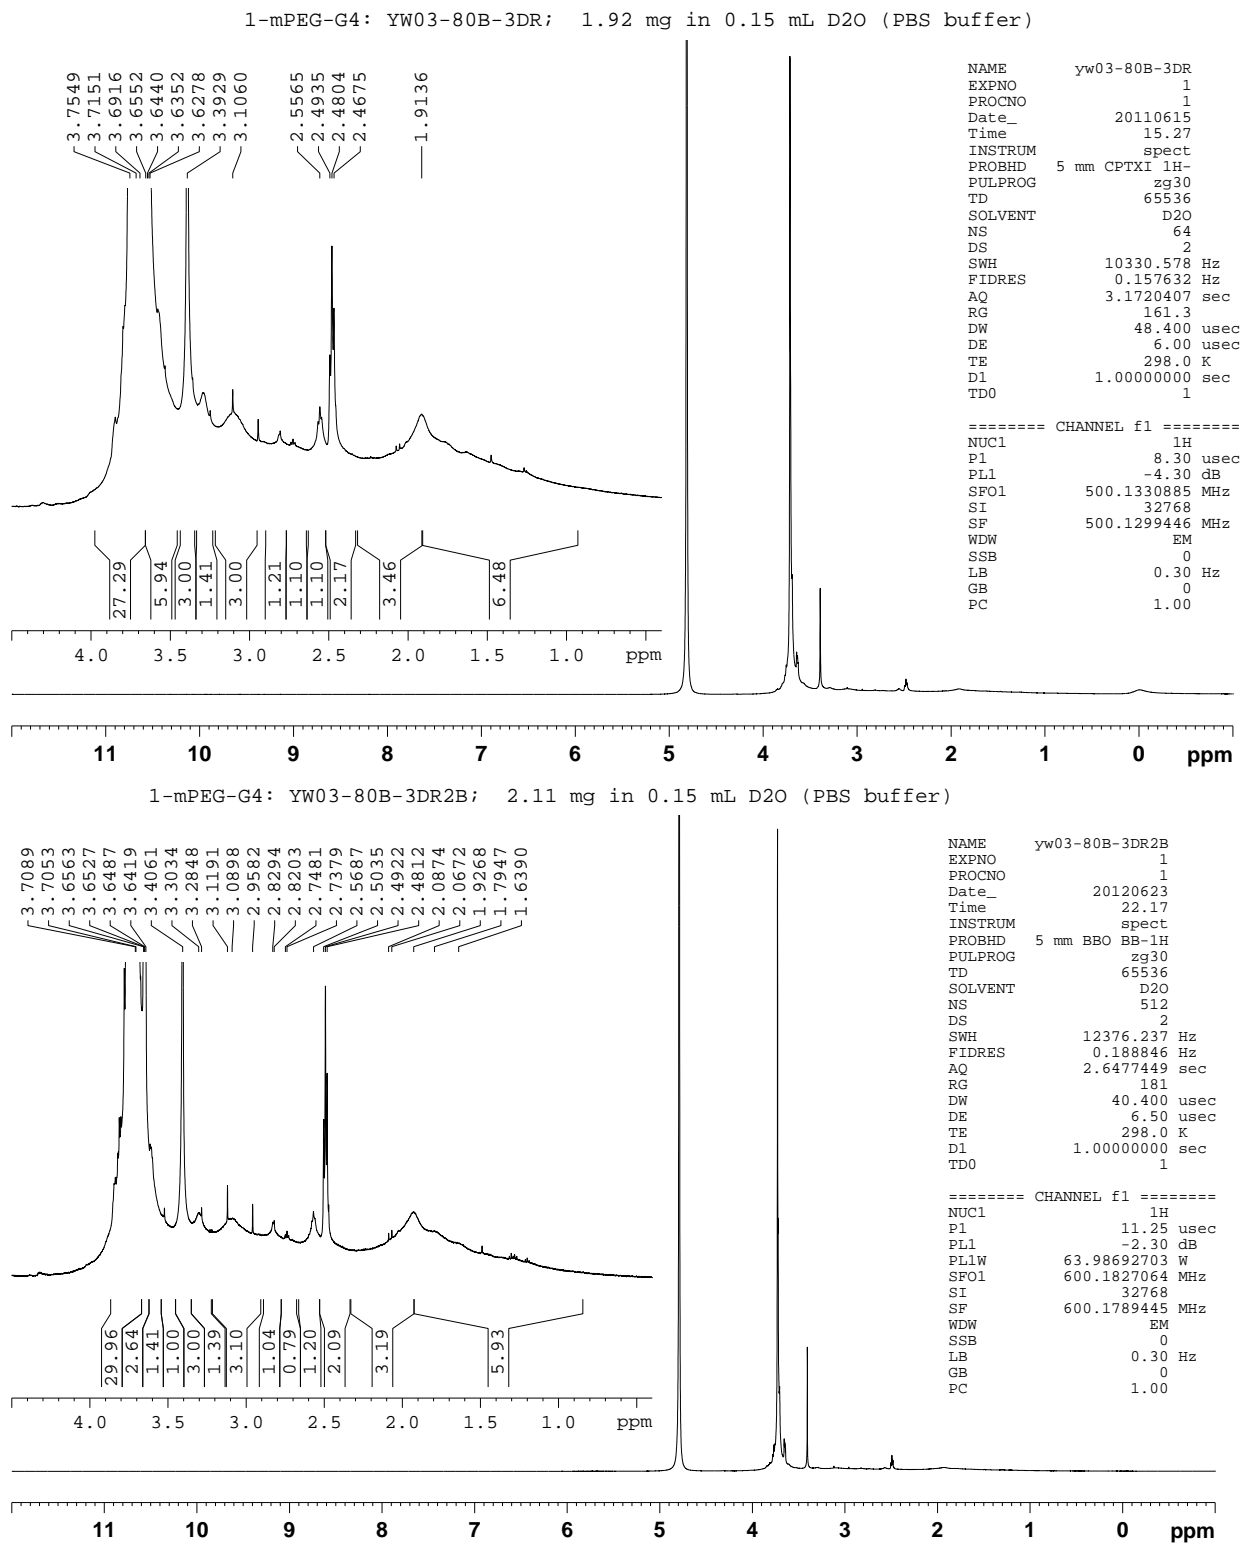 1-mPEG-G4: YW03-80B-3DR; 1.92 mg in 0.15 mL D2O (PBS buffer)
3.7549
3.7151
3.6916
3.6552
3.6440
3.6352
3.6278
3.3929
3.1060
2.5565
2.4935
2.4804
2.4675
1.9136
NAME yw03-80B-3DR
EXPNO 1
PROCNO 1
Date_ 20110615
Time 15.27
INSTRUM spect
PROBHD 5 mm CPTXI 1H-
PULPROG zg30
TD 65536
SOLVENT D2O
NS 64
DS 2
SWH 10330.578 Hz
FIDRES 0.157632 Hz
AQ 3.1720407 sec
RG 161.3
DW 48.400 usec
DE 6.00 usec
TE 298.0 K
D1 1.00000000 sec
TD0 1
======== CHANNEL f1 ========
NUC1 1H
P1 8.30 usec
PL1 -4.30 dB
SFO1 500.1330885 MHz
SI 32768
SF 500.1299446 MHz
WDW EM
SSB 0
LB 0.30 Hz
GB 0
PC 1.00
27.29
5.94
3.00
1.41
3.00
1.21
1.10
1.10
2.17
3.46
6.48
4.0 3.5 3.0 2.5 2.0 1.5 1.0 ppm
11 10 9 8 7 6 5 4 3 2 1 0 ppm
1-mPEG-G4: YW03-80B-3DR2B; 2.11 mg in 0.15 mL D2O (PBS buffer)
3.7089
3.7053
3.6563
3.6527
3.6487
3.6419
3.4061
3.3034
3.2848
3.1191
3.0898
2.9582
2.8294
2.8203
2.7481
2.7379
2.5687
2.5035
2.4922
2.4812
2.0874
2.0672
1.9268
1.7947
1.6390
NAME yw03-80B-3DR2B
EXPNO 1
PROCNO 1
Date_ 20120623
Time 22.17
INSTRUM spect
PROBHD 5 mm BBO BB-1H
PULPROG zg30
TD 65536
SOLVENT D2O
NS 512
DS 2
SWH 12376.237 Hz
FIDRES 0.188846 Hz
AQ 2.6477449 sec
RG 181
DW 40.400 usec
DE 6.50 usec
TE 298.0 K
D1 1.00000000 sec
TD0 1
======== CHANNEL f1 ========
NUC1 1H
P1 11.25 usec
PL1 -2.30 dB
PL1W 63.98692703 W
SFO1 600.1827064 MHz
SI 32768
SF 600.1789445 MHz
WDW EM
SSB 0
LB 0.30 Hz
GB 0
PC 1.00
29.96
2.64
1.41
1.00
3.00
1.39
3.10
1.04
0.79
1.20
2.09
3.19
5.93
4.0 3.5 3.0 2.5 2.0 1.5 1.0 ppm
11 10 9 8 7 6 5 4 3 2 1 0 ppm